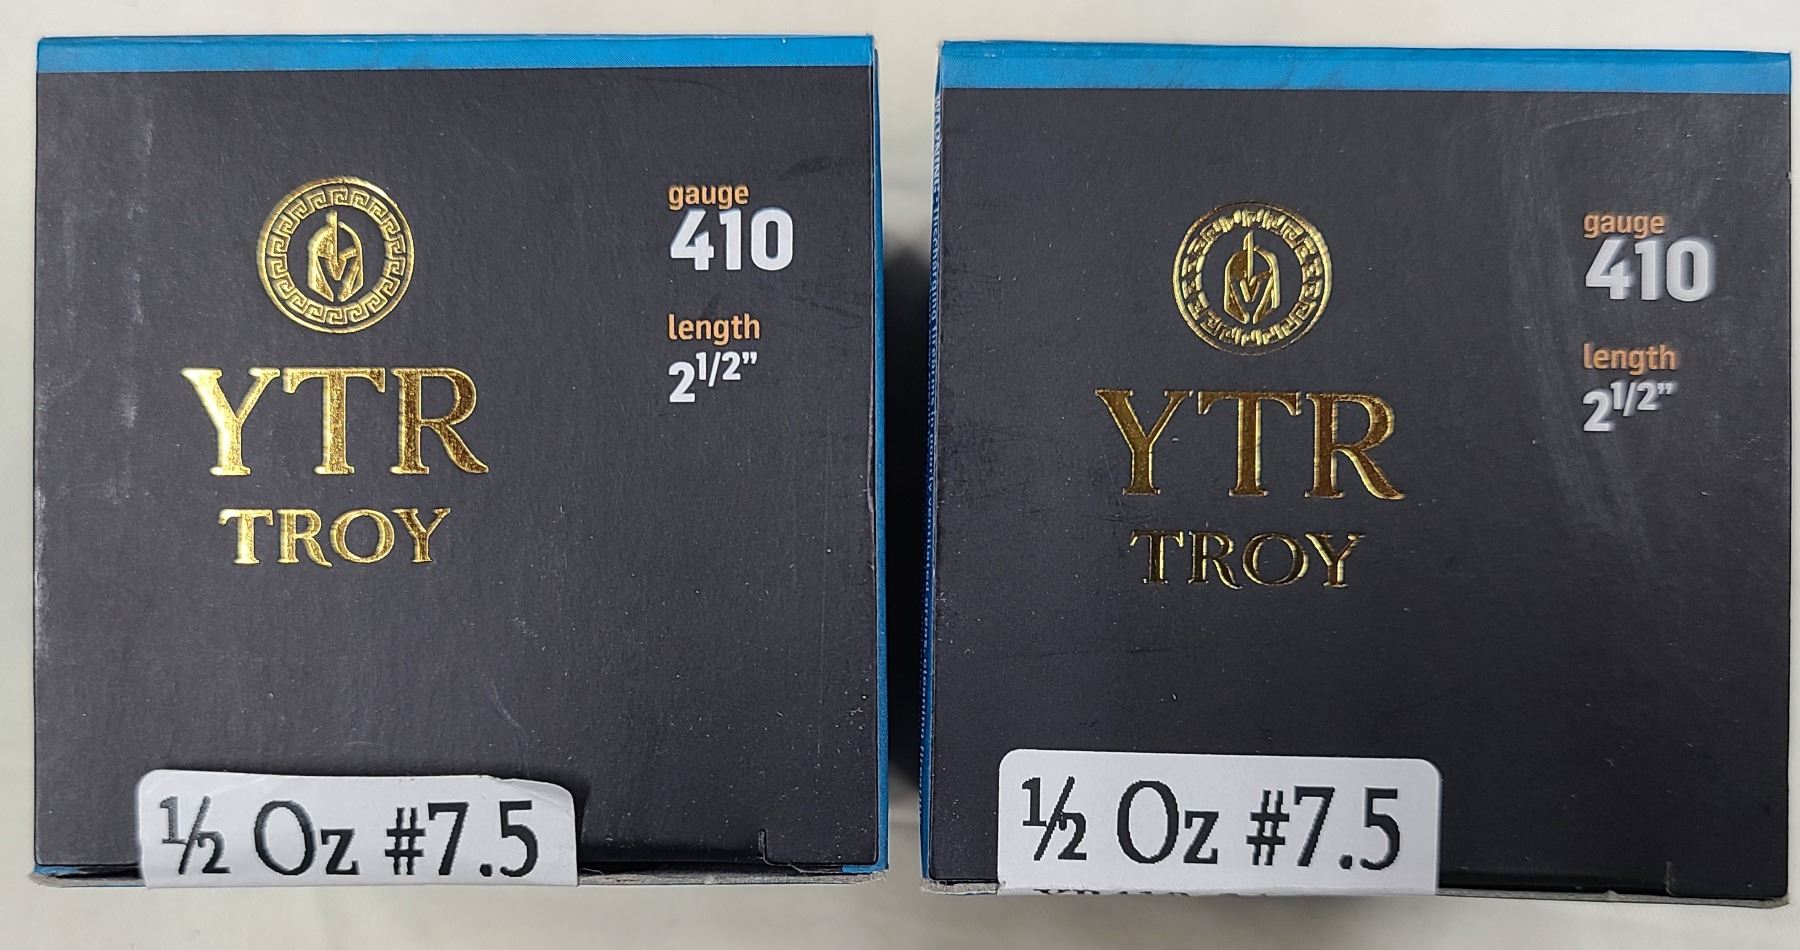 gauge
410
length
2 1/2”
YTR
TROY
½ Oz #7.5
gauge
410
length
2 1/2”
YTR
TROY
½ Oz #7.5